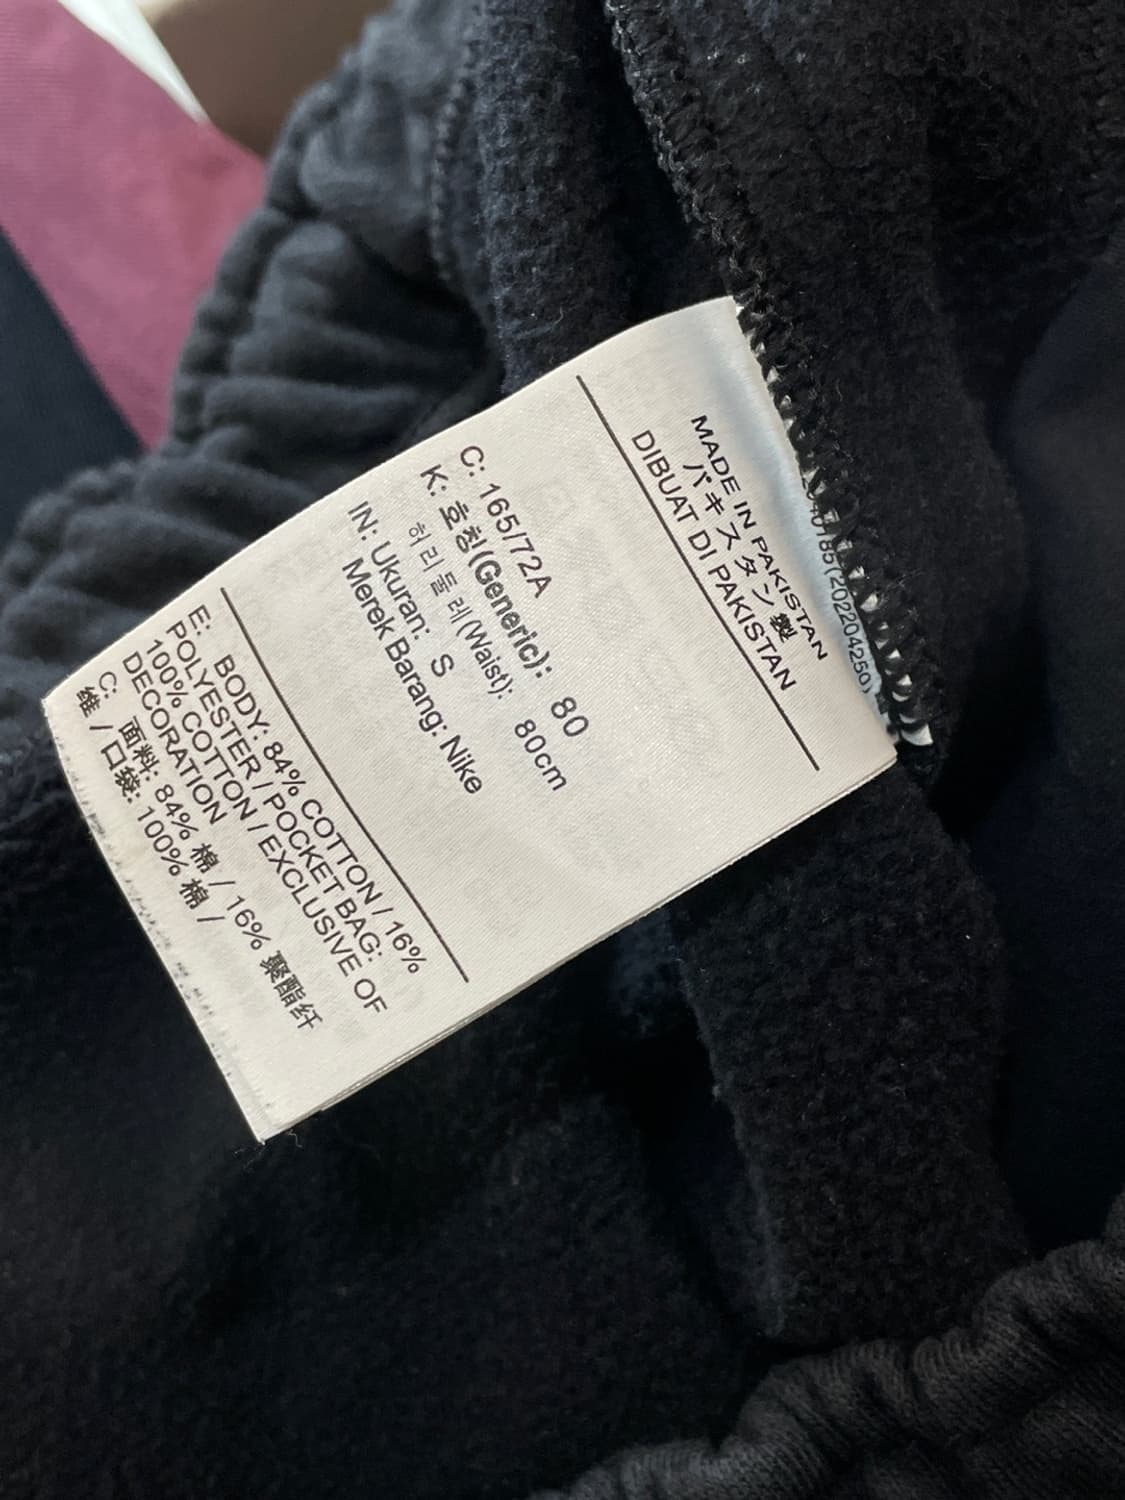 MADE IN PAKISTAN
パキスタン製
DIBUAT DI PAKISTAN
C: 165/72A
K: 호칭(Generic): 80
허리둘레(Waist): 80cm
IN: Ukuran: S
Merek Barang: Nike
E: BODY: 84% COTTON / 16%
POLYESTER / POCKET BAG:
100% COTTON / EXCLUSIVE OF
DECORATION
C: 面料: 84% 棉 / 16% 聚酯纤
维 / 口袋: 100% 棉 /